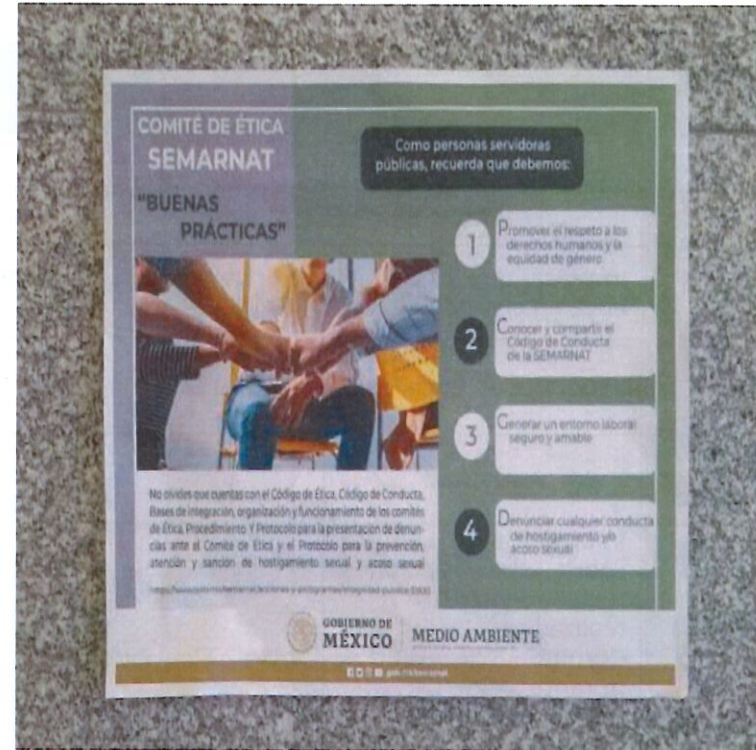 COMITÉ DE ÉTICA
SEMARNAT
"BUENAS
PRÁCTICAS"
Como personas servidoras
públicas, recuerda que debemos:
1
Promover el respeto a los
derechos humanos y la
equidad de género
2
Conocer y compartir el
Código de Conducta
de la SEMARNAT
3
Generar un entorno laboral
seguro y amable
4
Denunciar cualquier conducta
de hostigamiento y/o
acoso sexual
No olvides que cuentas con el Código de Ética, Código de Conducta,
Bases de integración, organización y funcionamiento de los comités
de Ética, Procedimiento Y Protocolo para la presentación de denun-
cias ante el Comité de Ética y el Protocolo para la prevención,
atención y sanción de hostigamiento sexual y acoso sexual
GOBIERNO DE
MÉXICO
MEDIO AMBIENTE